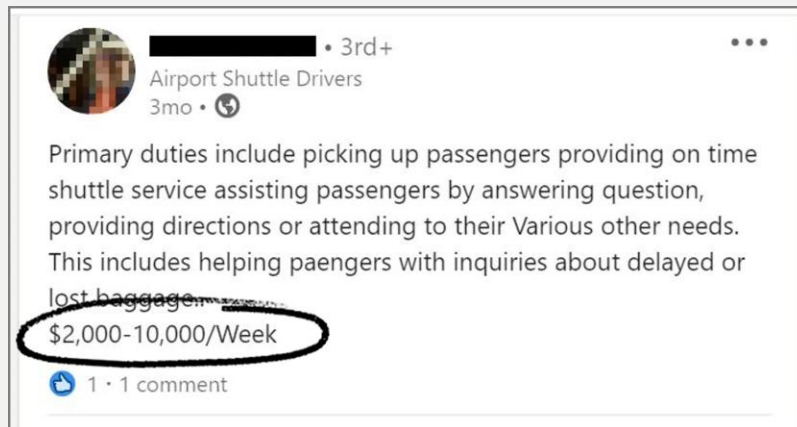 • 3rd+
Airport Shuttle Drivers
3mo •
Primary duties include picking up passengers providing on time
shuttle service assisting passengers by answering question,
providing directions or attending to their Various other needs.
This includes helping paengers with inquiries about delayed or
lost baggage..
$2,000-10,000/Week
1 • 1 comment